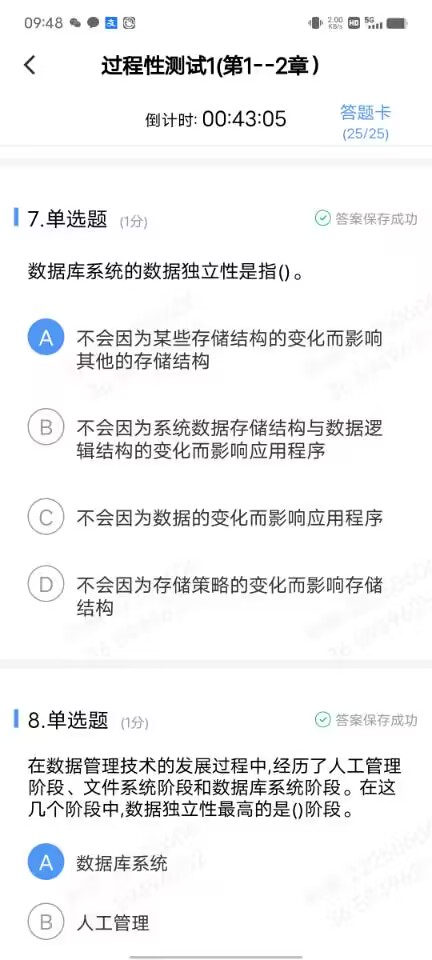 09:48
2.00 KB/s HD 5G
过程性测试1(第1--2章)
倒计时: 00:43:05
答题卡
(25/25)
7.单选题 (1分)
答案保存成功
数据库系统的数据独立性是指()。
A 不会因为某些存储结构的变化而影响
其他的存储结构
B 不会因为系统数据存储结构与数据逻
辑结构的变化而影响应用程序
C 不会因为数据的变化而影响应用程序
D 不会因为存储策略的变化而影响存储
结构
8.单选题 (1分)
答案保存成功
在数据管理技术的发展过程中,经历了人工管理
阶段、文件系统阶段和数据库系统阶段。在这
几个阶段中,数据独立性最高的是()阶段。
A 数据库系统
B 人工管理